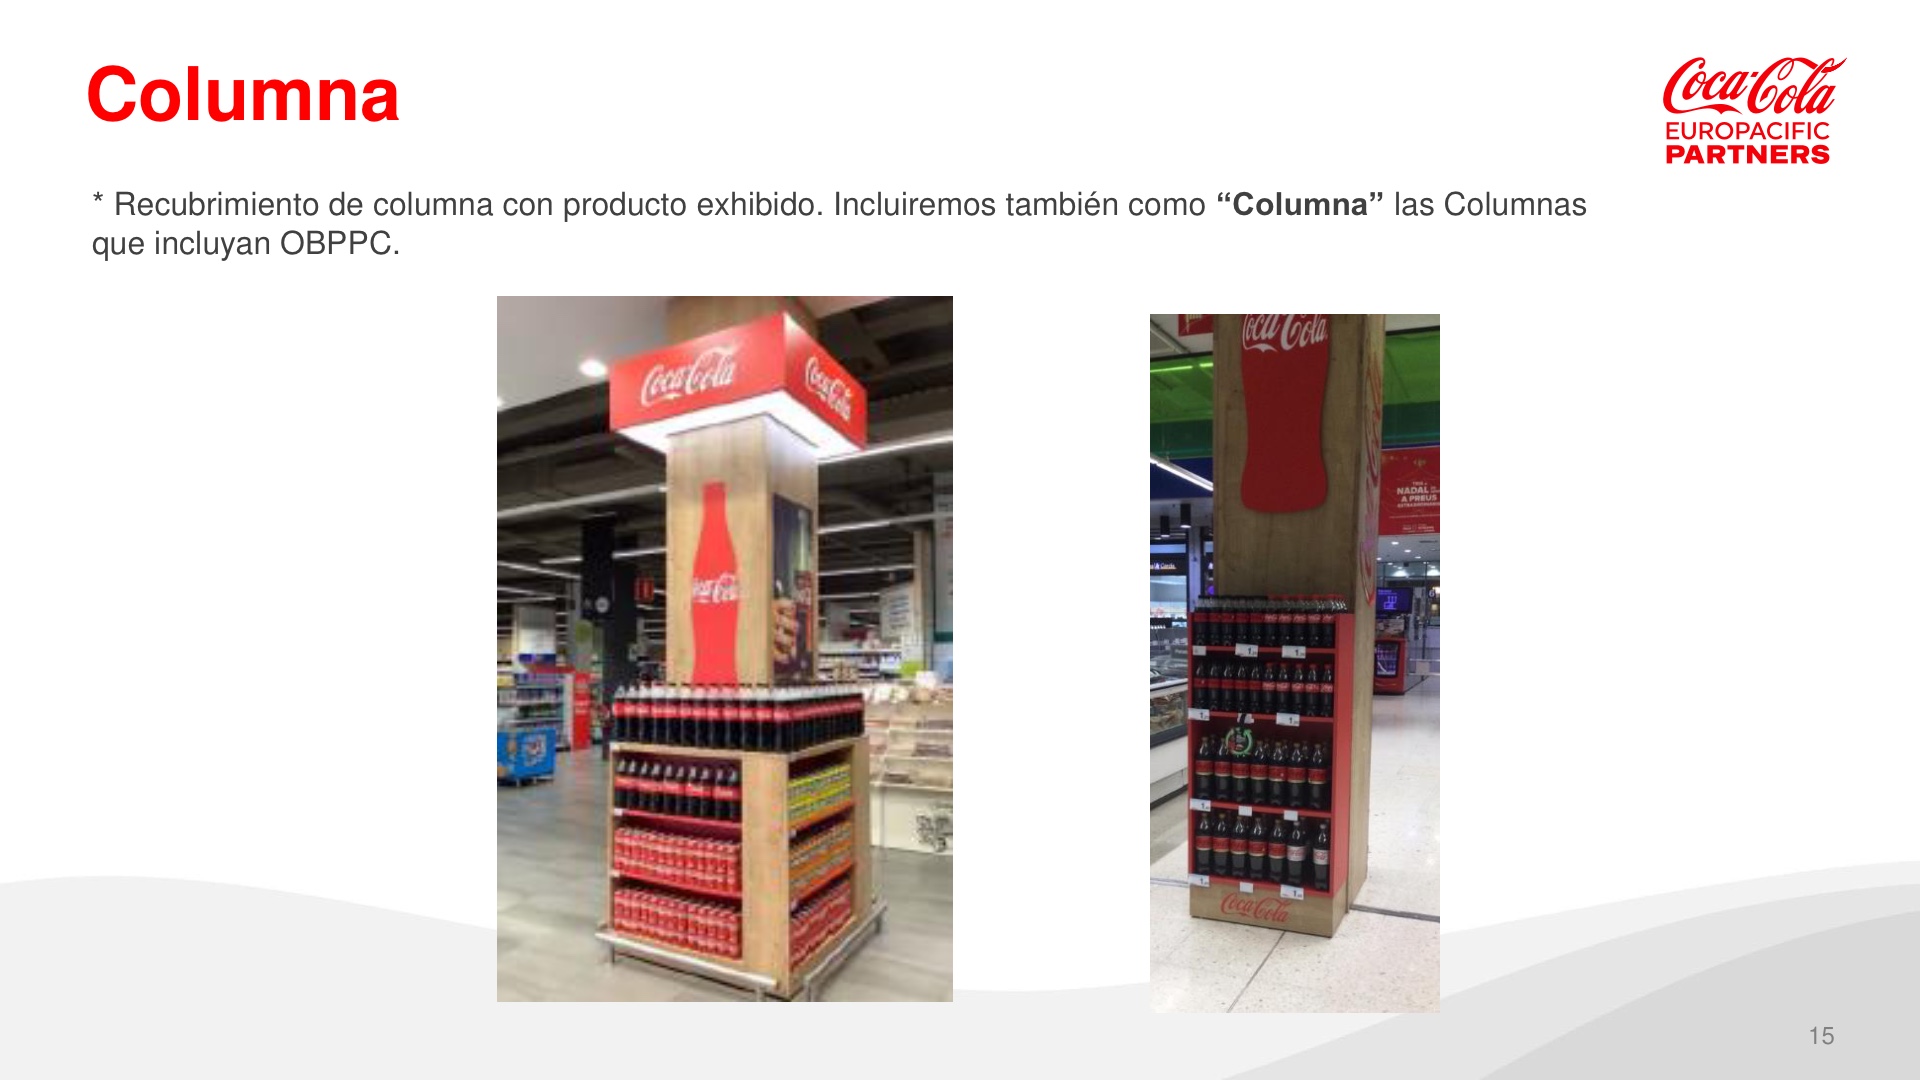 Columna
Coca-Cola
EUROPACIFIC
PARTNERS
* Recubrimiento de columna con producto exhibido. Incluiremos también como “Columna” las Columnas
que incluyan OBPPC.
Coca-Cola
Coca-Cola
Coca-Cola
Coca-Cola
NADAL
A PREUS
Coca-Cola
15